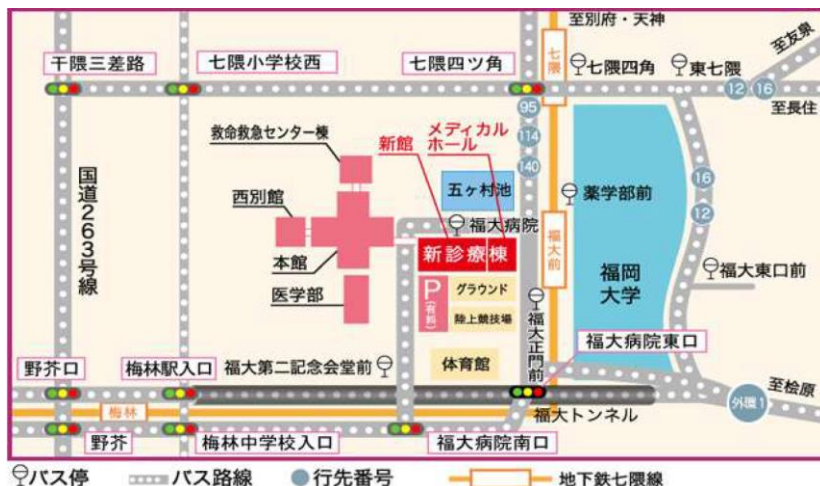 至別府・天神
至友泉
干隈三差路
七隈小学校西
七隈四ツ角
七隈
七隈四角
東七隈
12
16
至長住
95
114
140
国道263号線
救命救急センター棟
新館
メディカル
ホール
西別館
五ヶ村池
福大病院
薬学部前
16
12
本館
新診療棟
福大前
福岡
大学
福大東口前
医学部
P
(有料)
グラウンド
陸上競技場
福大正門前
体育館
福大病院東口
野芥口
梅林駅入口
福大第二記念会堂前
至桧原
外環1
梅林
福大トンネル
野芥
梅林中学校入口
福大病院南口
バス停
バス路線
行先番号
地下鉄七隈線